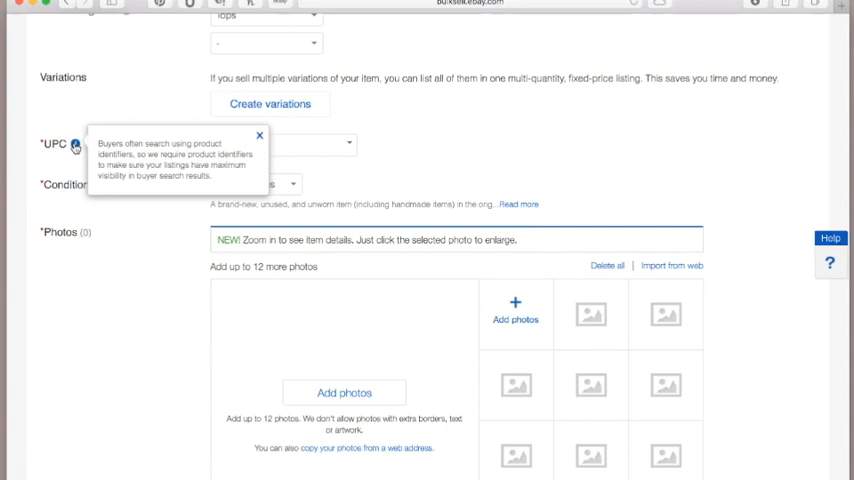 bulksell.ebay.com
Tops
-
Variations
If you sell multiple variations of your item, you can list all of them in one multi-quantity, fixed-price listing. This saves you time and money.
Create variations
*UPC
Buyers often search using product
identifiers, so we require product identifiers
to make sure your listings have maximum
visibility in buyer search results.
x
*Condition
s
A brand-new, unused, and unworn item (including handmade items) in the orig...Read more
*Photos (0)
NEW! Zoom in to see item details. Just click the selected photo to enlarge.
Add up to 12 more photos
Delete all | Import from web
+
Add photos
Add photos
Add up to 12 photos. We don't allow photos with extra borders, text
or artwork.
You can also copy your photos from a web address.
Help
?